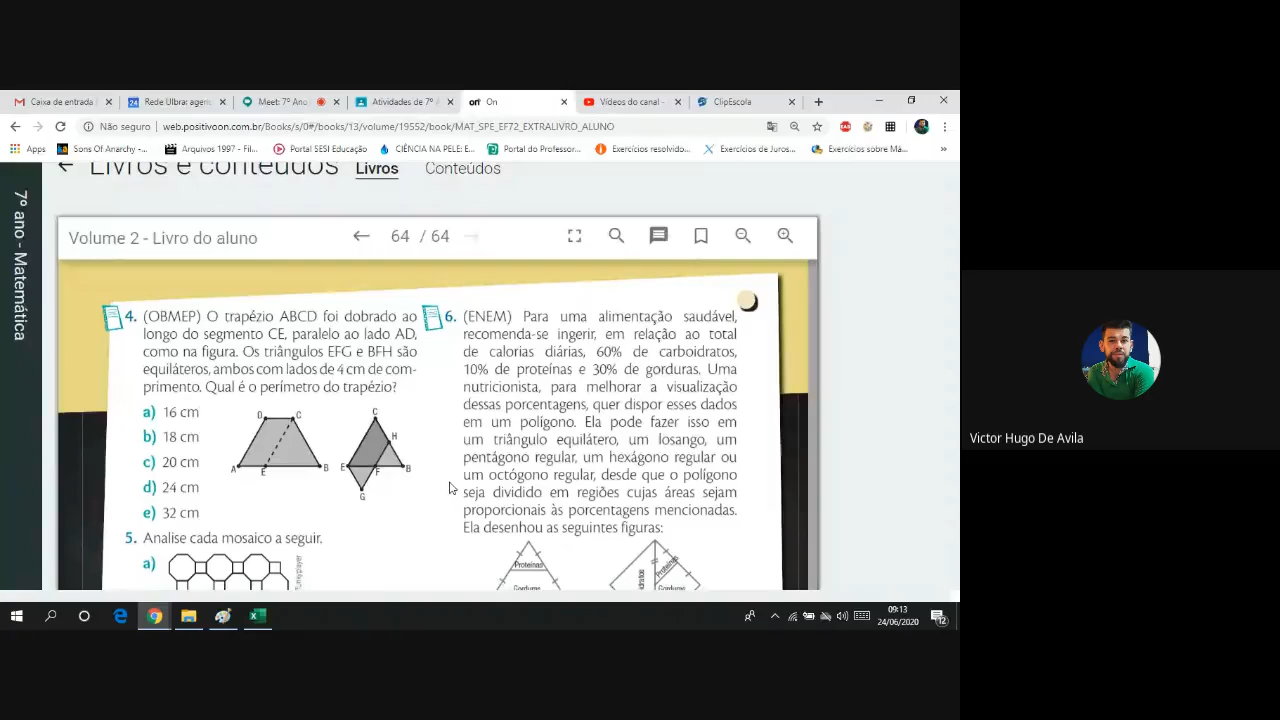 Caixa de entrada
Rede Ulbra: agen
Meet: 7º Ano
Atividades de 7º A
On
Vídeos do canal -
ClipEscola
Não seguro
web.positivoon.com.br/Books/s/0#/books/13/volume/19552/book/MAT_SPE_EF72_EXTRALIVRO_ALUNO
Apps
Sons Of Anarchy -...
Arquivos 1997 - Fil...
Portal SESI Educação
CIÊNCIA NA PELE: E...
Portal do Professor...
Exercícios resolvido...
Exercícios de Juros...
Exercícios sobre Ma...
Livros e conteúdos
Livros
Conteúdos
7º ano - Matemática
Volume 2 - Livro do aluno
64 / 64
4. (OBMEP) O trapézio ABCD foi dobrado ao
longo do segmento CE, paralelo ao lado AD,
como na figura. Os triângulos EFG e BFH são
equiláteros, ambos com lados de 4 cm de com-
primento. Qual é o perímetro do trapézio?
a) 16 cm
b) 18 cm
c) 20 cm
d) 24 cm
e) 32 cm
D C
A E B
C
H
E F B
G
5. Analise cada mosaico a seguir.
a)
6. (ENEM) Para uma alimentação saudável,
recomenda-se ingerir, em relação ao total
de calorias diárias, 60% de carboidratos,
10% de proteínas e 30% de gorduras. Uma
nutricionista, para melhorar a visualização
dessas porcentagens, quer dispor esses dados
em um polígono. Ela pode fazer isso em
um triângulo equilátero, um losango, um
pentágono regular, um hexágono regular ou
um octógono regular, desde que o polígono
seja dividido em regiões cujas áreas sejam
proporcionais às porcentagens mencionadas.
Ela desenhou as seguintes figuras:
Proteínas
Proteínas
Victor Hugo De Avila
09:13
24/06/2020
12